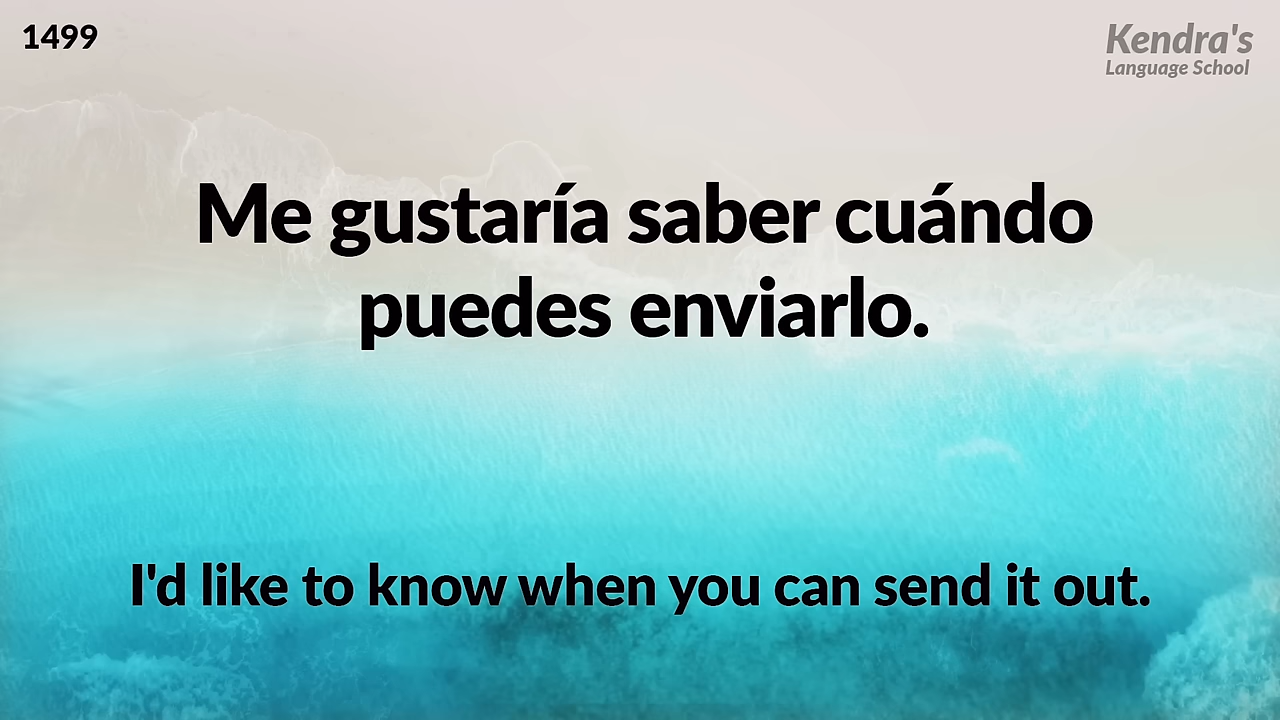 1499
Kendra's
Language School
Me gustaría saber cuándo
puedes enviarlo.
I'd like to know when you can send it out.